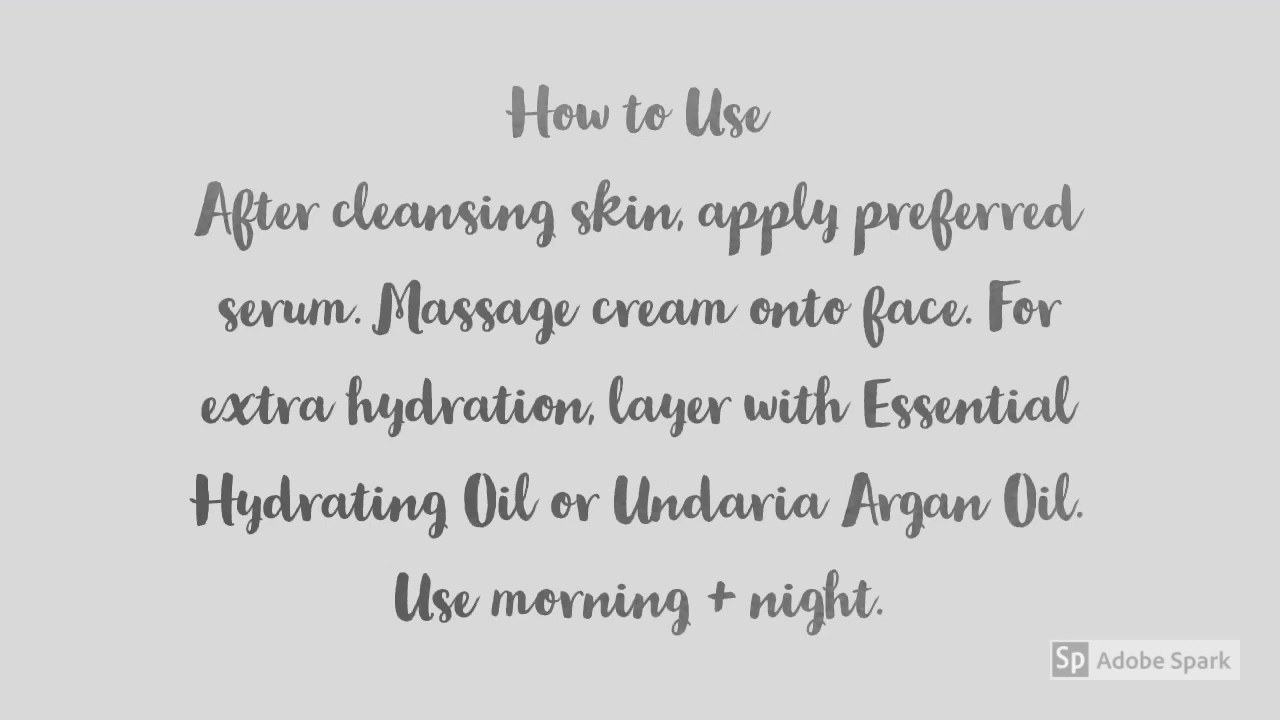 How to Use
After cleansing skin, apply preferred
serum. Massage cream onto face. For
extra hydration, layer with Essential
Hydrating Oil or Undaria Argan Oil.
Use morning + night.
Sp Adobe Spark